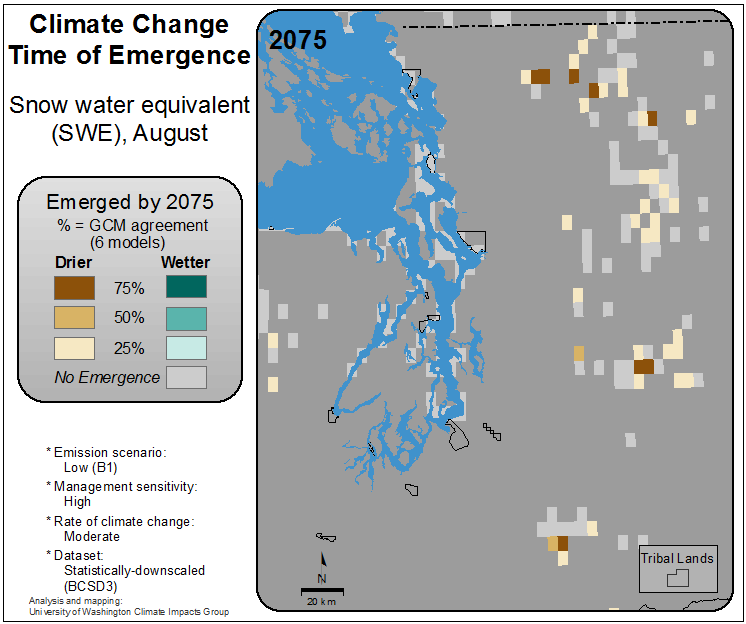 Climate Change
Time of Emergence
Snow water equivalent
(SWE), August
Emerged by 2075
% = GCM agreement
(6 models)
Drier Wetter
75%
50%
25%
No Emergence
* Emission scenario:
Low (B1)
* Management sensitivity:
High
* Rate of climate change:
Moderate
* Dataset:
Statistically-downscaled
(BCSD3)
Analysis and mapping:
University of Washington Climate Impacts Group
2075
N
20 km
Tribal Lands